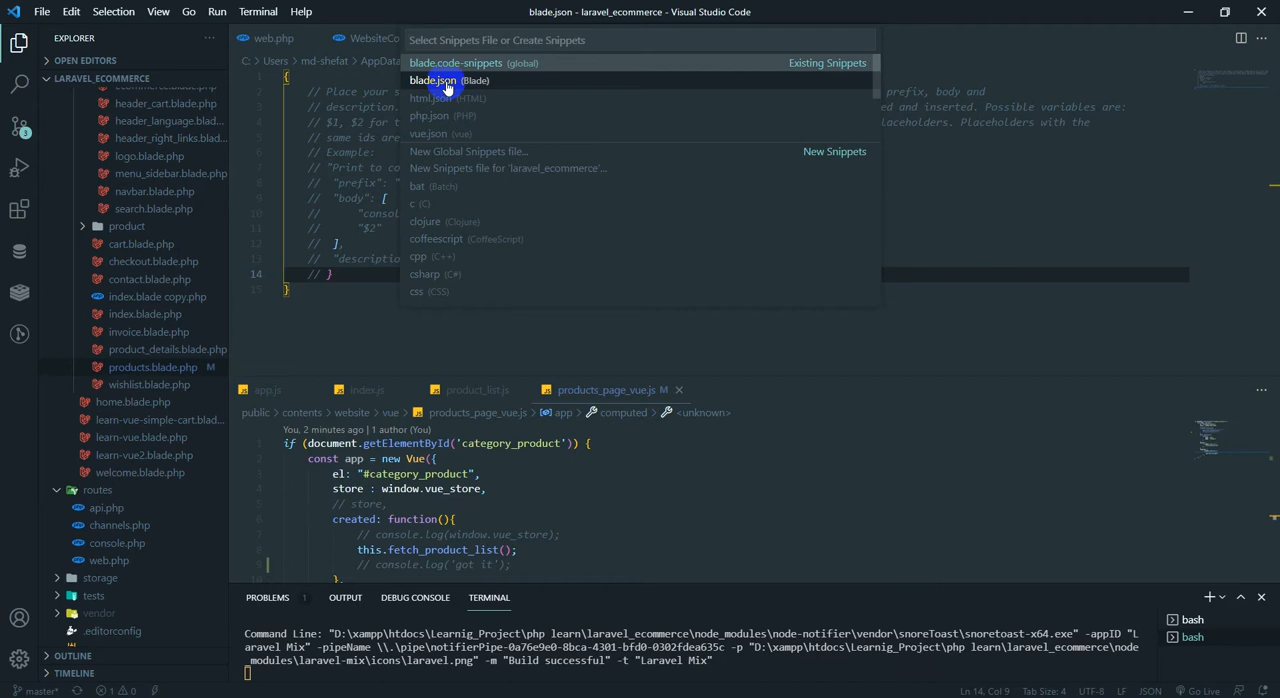 File Edit Selection View Go Run Terminal Help
blade.json - laravel_ecommerce - Visual Studio Code
EXPLORER
OPEN EDITORS
LARAVEL_ECOMMERCE
header_cart.blade.php
header_language.blad...
header_right_links.blad...
logo.blade.php
menu_sidebar.blade.php
navbar.blade.php
search.blade.php
product
cart.blade.php
checkout.blade.php
contact.blade.php
index.blade copy.php
index.blade.php
invoice.blade.php
product_details.blade.php
products.blade.php M
wishlist.blade.php
home.blade.php
learn-vue-simple-cart.blad...
learn-vue.blade.php
learn-vue2.blade.php
welcome.blade.php
routes
api.php
channels.php
console.php
web.php
storage
tests
vendor
.editorconfig
OUTLINE
TIMELINE
3
web.php WebsiteCo
C: > Users > md-shefat > AppData
Select Snippets File or Create Snippets
blade.code-snippets (global) Existing Snippets
blade.json (Blade)
html.json (HTML)
php.json (PHP)
vue.json (vue)
New Global Snippets file... New Snippets
New Snippets file for 'laravel_ecommerce'...
bat (Batch)
c (C)
clojure (Clojure)
coffeescript (CoffeeScript)
cpp (C++)
csharp (C#)
css (CSS)
1 {
2 // Place your s prefix, body and
3 // description. ed and inserted. Possible variables are:
4 // $1, $2 for t laceholders. Placeholders with the
5 // same ids are
6 // Example:
7 // "Print to co
8 // "prefix": "
9 // "body": [
10 // "consol
11 // "$2"
12 // ],
13 // "descriptio
14 // }
15 }
app.js index.js product_list.js products_page_vue.js M
public > contents > website > vue > products_page_vue.js > app > computed > <unknown>
You, 2 minutes ago | 1 author (You)
1 if (document.getElementById('category_product')) {
2 const app = new Vue({
3 el: "#category_product",
4 store : window.vue_store,
5 // store,
6 created: function(){
7 // console.log(window.vue_store);
8 this.fetch_product_list();
9 // console.log('got it');
10 },
PROBLEMS 1 OUTPUT DEBUG CONSOLE TERMINAL
Command Line: "D:\xampp\htdocs\Learnig_Project\php learn\laravel_ecommerce\node_modules\node-notifier\vendor\snoreToast\snoretoast-x64.exe" -appID "L
aravel Mix" -pipeName \\.\pipe\notifierPipe-0a76e9e0-8bca-4301-bfd0-0302fdea635c -p "D:\xampp\htdocs\Learnig_Project\php learn\laravel_ecommerce\node
_modules\laravel-mix\icons\laravel.png" -m "Build successful" -t "Laravel Mix"
bash
bash
master* 1 0 Ln 14, Col 9 Tab Size: 4 UTF-8 LF JSON Go Live